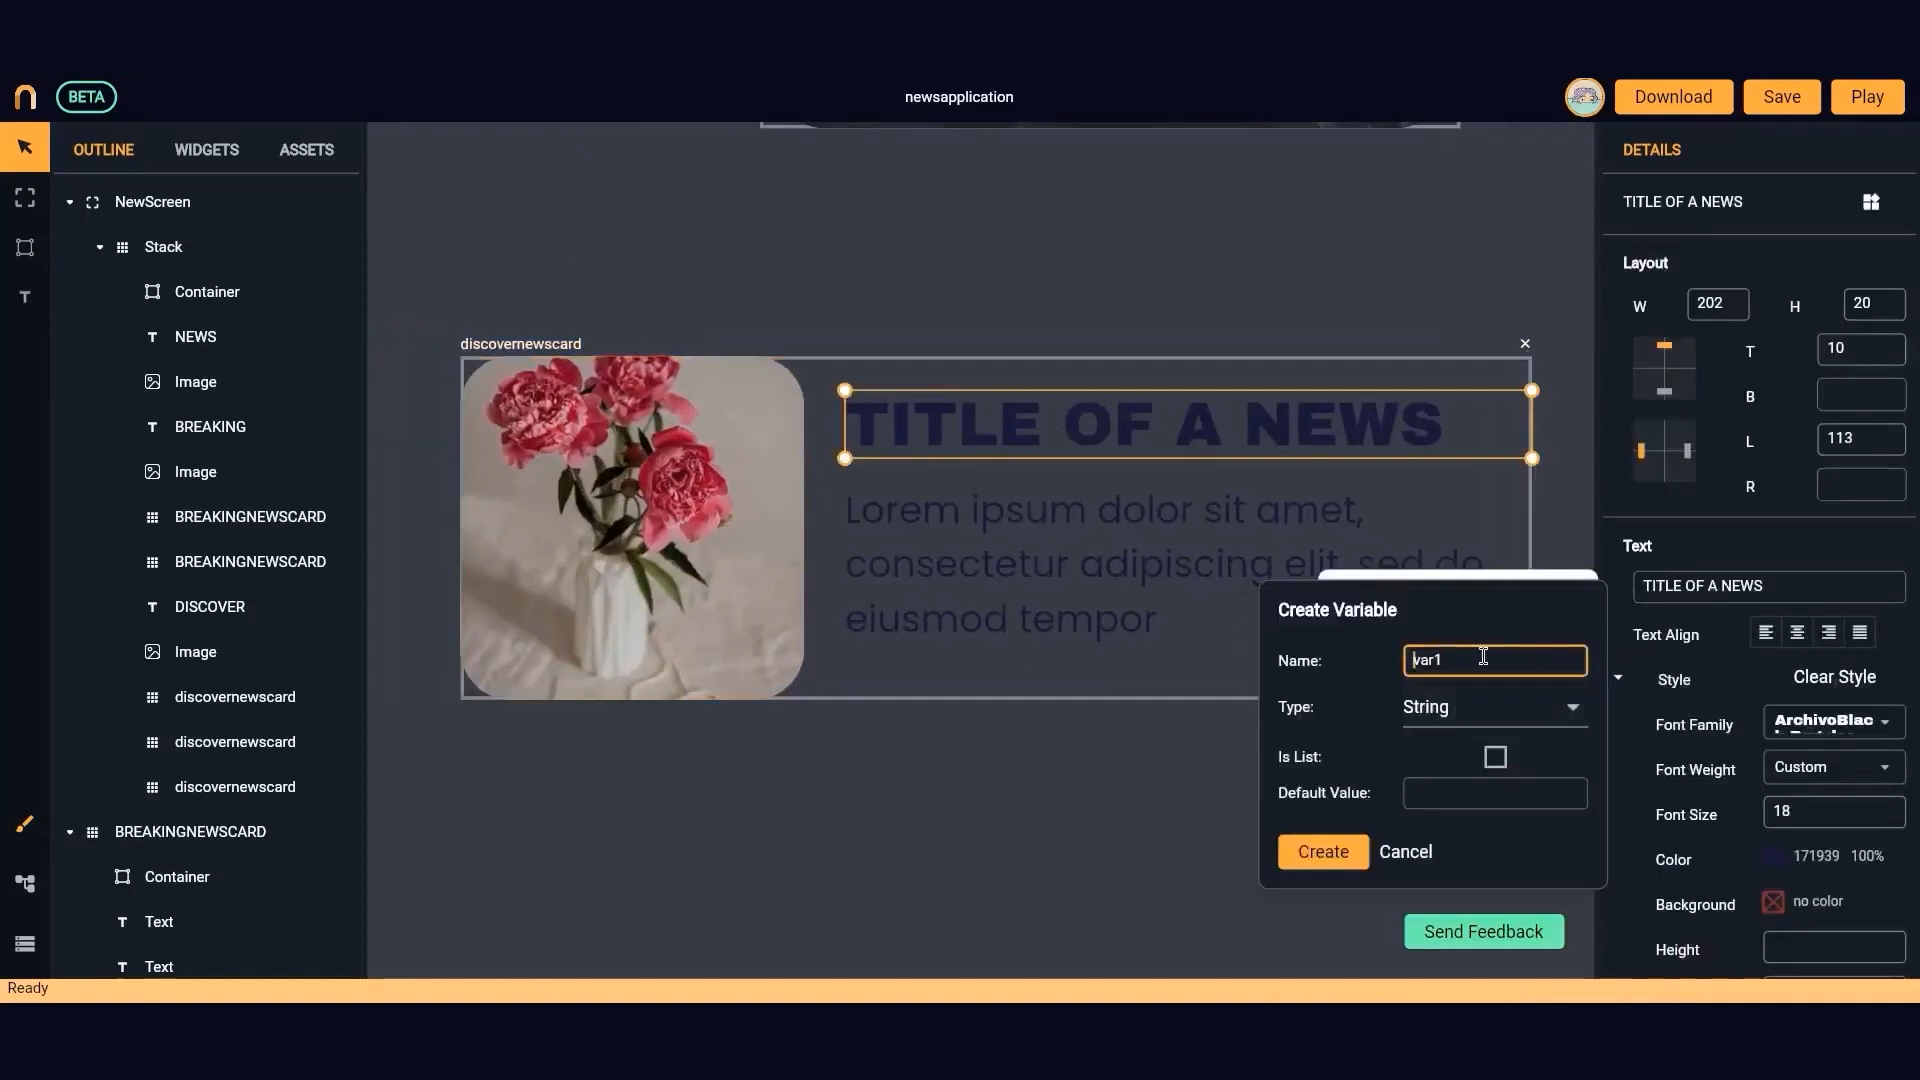 BETA
newsapplication
Download
Save
Play
OUTLINE
WIDGETS
ASSETS
NewScreen
Stack
Container
NEWS
Image
BREAKING
Image
BREAKINGNEWSCARD
BREAKINGNEWSCARD
DISCOVER
Image
discovernewscard
discovernewscard
discovernewscard
BREAKINGNEWSCARD
Container
Text
Text
discovernewscard
TITLE OF A NEWS
Lorem ipsum dolor sit amet,
consectetur adipiscing elit, sed do
eiusmod tempor
Create Variable
Name: var1
Type: String
Is List:
Default Value:
Create Cancel
Send Feedback
DETAILS
TITLE OF A NEWS
Layout
W 202 H 20
T 10
B
L 113
R
Text
TITLE OF A NEWS
Text Align
Style Clear Style
Font Family ArchivoBlac
Font Weight Custom
Font Size 18
Color 171939 100%
Background no color
Height
Ready